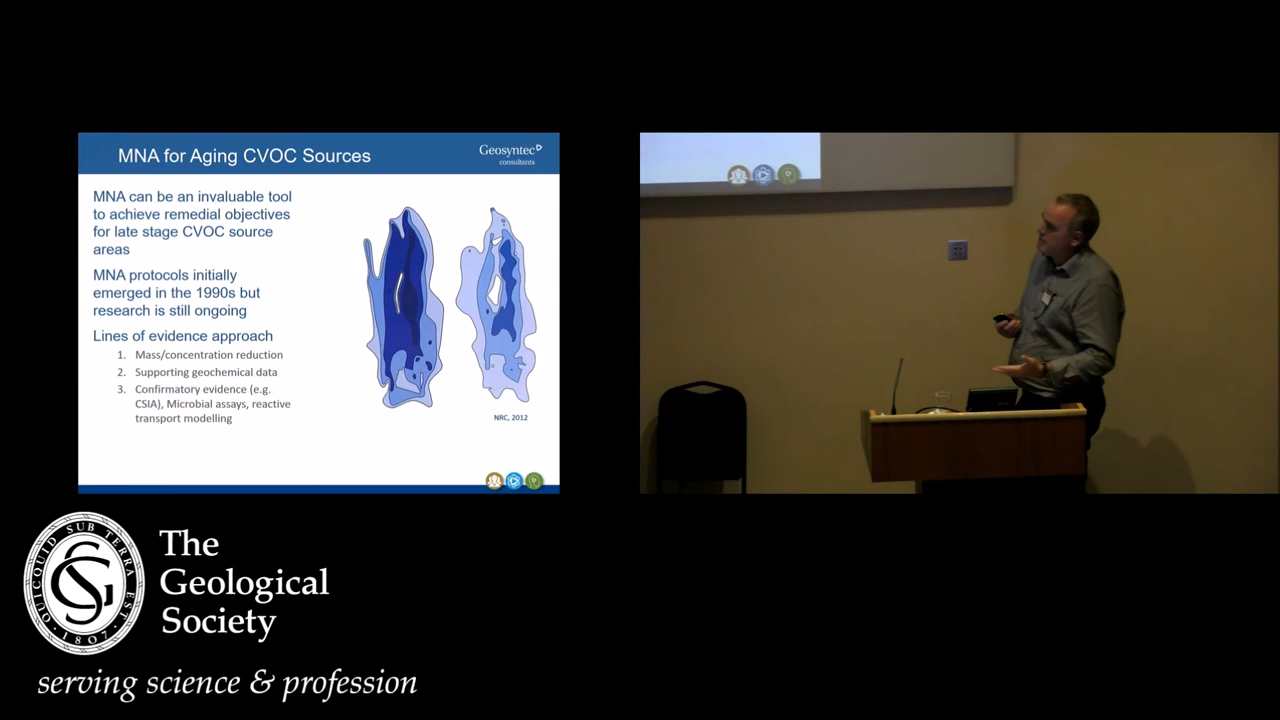 MNA for Aging CVOC Sources
Geosyntec
consultants
MNA can be an invaluable tool
to achieve remedial objectives
for late stage CVOC source
areas
MNA protocols initially
emerged in the 1990s but
research is still ongoing
Lines of evidence approach
1. Mass/concentration reduction
2. Supporting geochemical data
3. Confirmatory evidence (e.g.
CSIA), Microbial assays, reactive
transport modelling
NRC, 2012
QUICQUID SUB TERRA EST
· 1807 ·
The
Geological
Society
serving science & profession